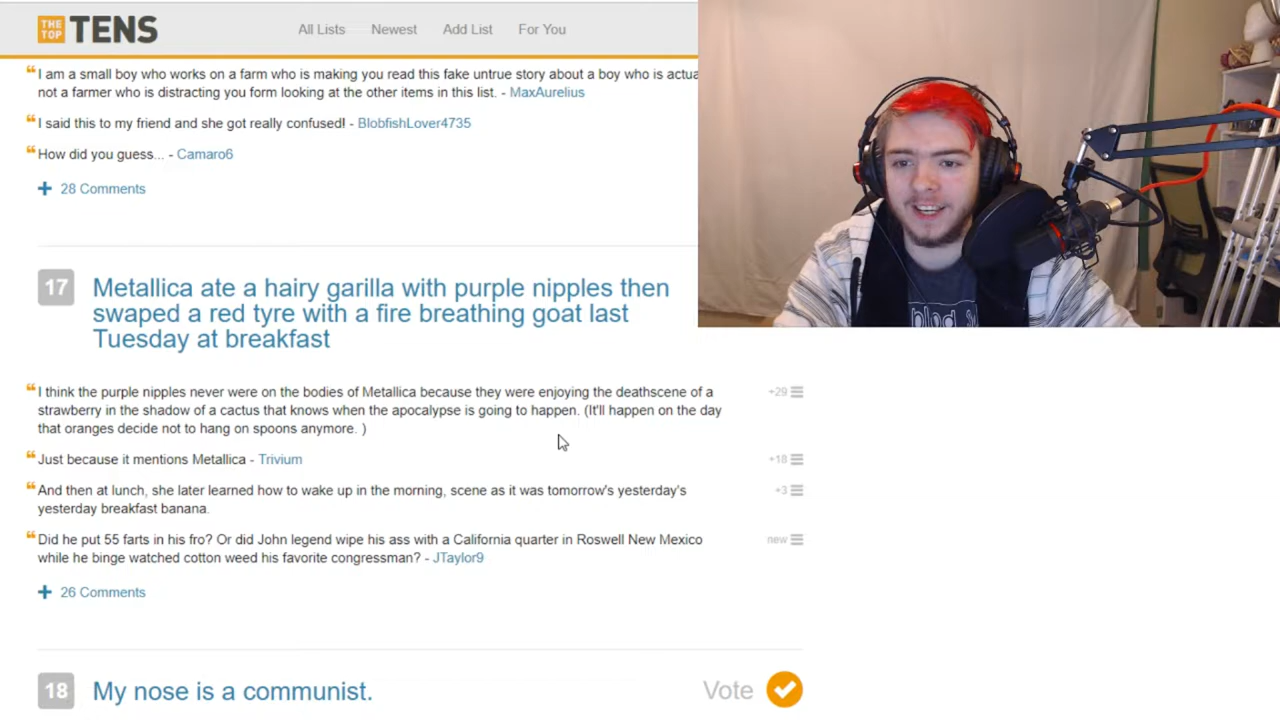 THE TOP TENS
All Lists Newest Add List For You
I am a small boy who works on a farm who is making you read this fake untrue story about a boy who is actua
not a farmer who is distracting you form looking at the other items in this list. - MaxAurelius
I said this to my friend and she got really confused! - BlobfishLover4735
How did you guess... - Camaro6
+ 28 Comments
17
Metallica ate a hairy garilla with purple nipples then
swaped a red tyre with a fire breathing goat last
Tuesday at breakfast
I think the purple nipples never were on the bodies of Metallica because they were enjoying the deathscene of a +29
strawberry in the shadow of a cactus that knows when the apocalypse is going to happen. (It'll happen on the day
that oranges decide not to hang on spoons anymore. )
Just because it mentions Metallica - Trivium +18
And then at lunch, she later learned how to wake up in the morning, scene as it was tomorrow's yesterday's +3
yesterday breakfast banana.
Did he put 55 farts in his fro? Or did John legend wipe his ass with a California quarter in Roswell New Mexico new
while he binge watched cotton weed his favorite congressman? - JTaylor9
+ 26 Comments
18 My nose is a communist. Vote